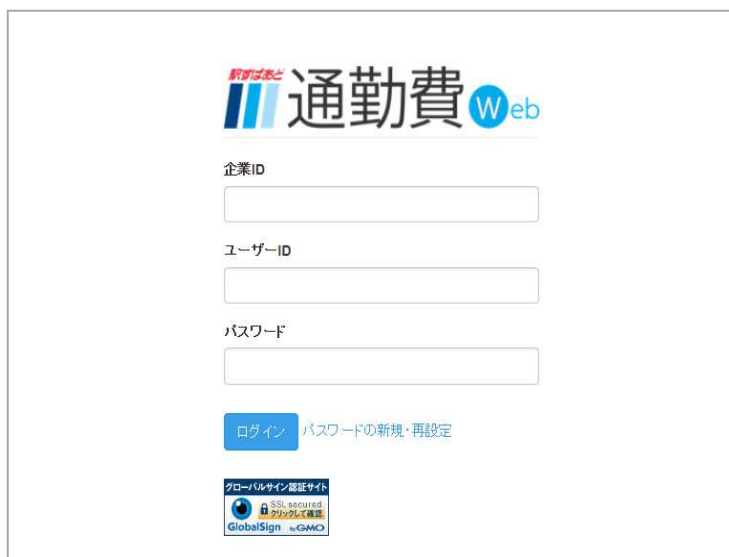 駅すぱあと
通勤費Web
企業ID
ユーザーID
パスワード
ログイン パスワードの新規・再設定
グローバルサイン認証サイト
SSL secured
クリックして確認
GlobalSign by GMO